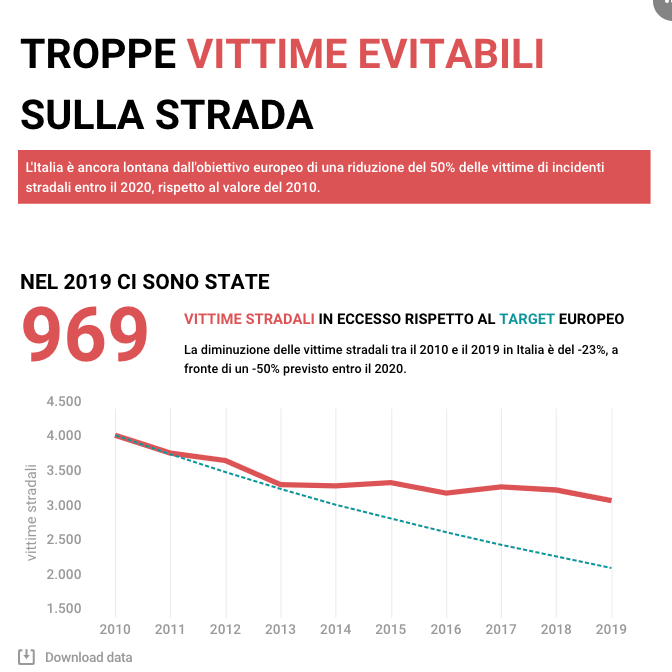 TROPPE VITTIME EVITABILI
SULLA STRADA
L'Italia è ancora lontana dall'obiettivo europeo di una riduzione del 50% delle vittime di incidenti
stradali entro il 2020, rispetto al valore del 2010.
NEL 2019 CI SONO STATE
969
VITTIME STRADALI IN ECCESSO RISPETTO AL TARGET EUROPEO
La diminuzione delle vittime stradali tra il 2010 e il 2019 in Italia è del -23%, a
fronte di un -50% previsto entro il 2020.
vittime stradali
4.500
4.000
3.500
3.000
2.500
2.000
1.500
2010 2011 2012 2013 2014 2015 2016 2017 2018 2019
Download data